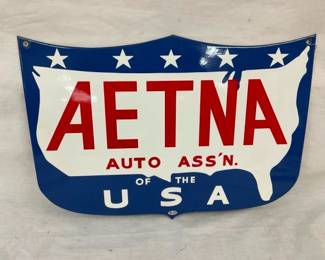 AETNA
AUTO ASS'N.
OF THE
USA